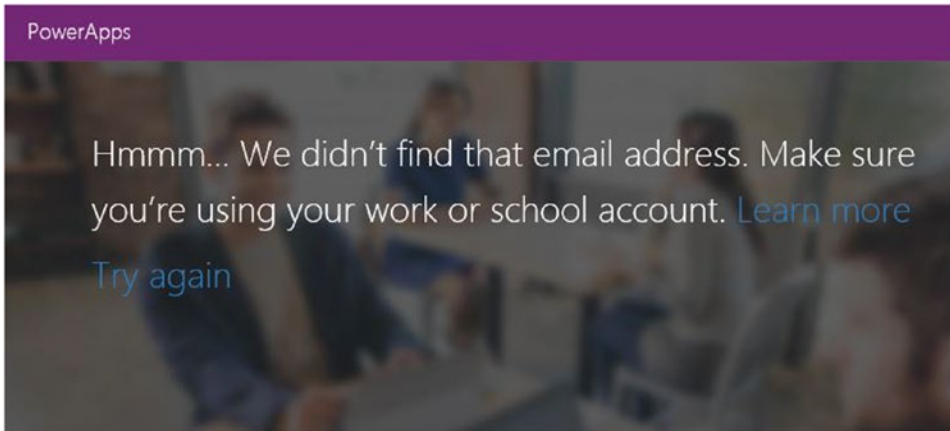 PowerApps
Hmmm... We didn't find that email address. Make sure
you're using your work or school account. Learn more
Try again